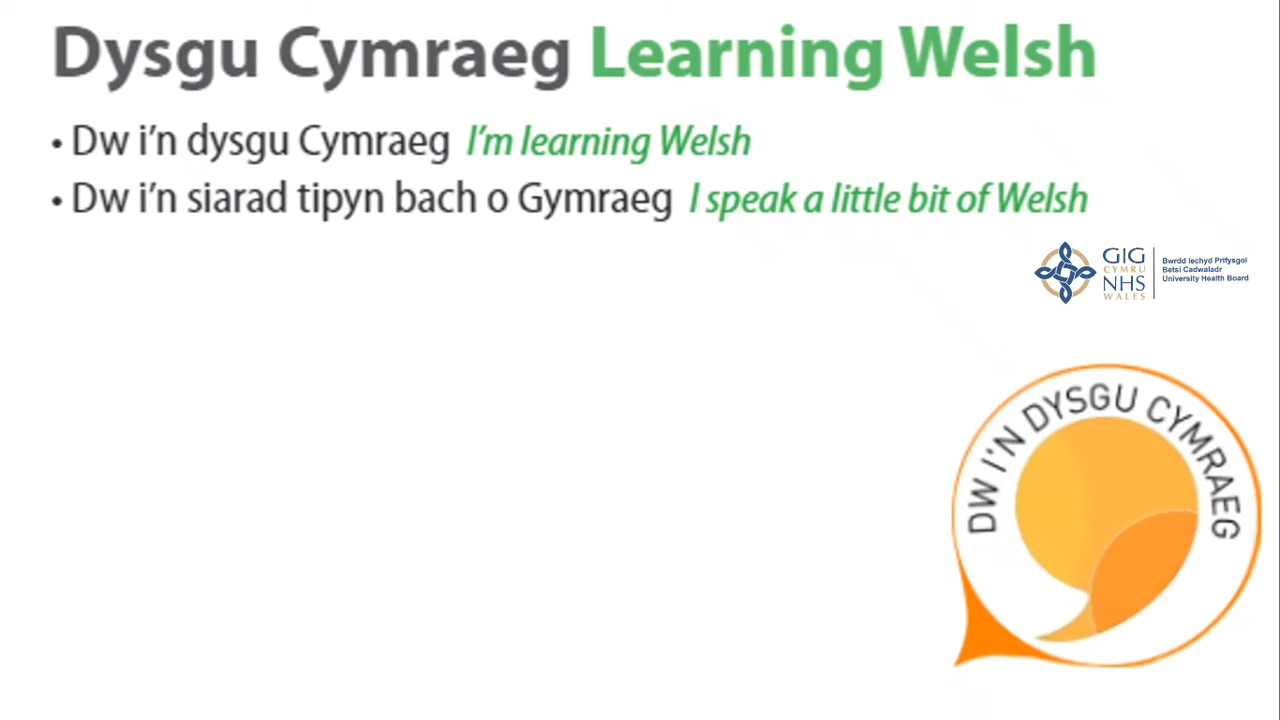 Dysgu Cymraeg Learning Welsh
• Dw i'n dysgu Cymraeg I'm learning Welsh
• Dw i'n siarad tipyn bach o Gymraeg I speak a little bit of Welsh
GIG
CYMRU
NHS
WALES
Bwrdd Iechyd Prifysgol
Betsi Cadwaladr
University Health Board
DW I'N DYSGU CYMRAEG